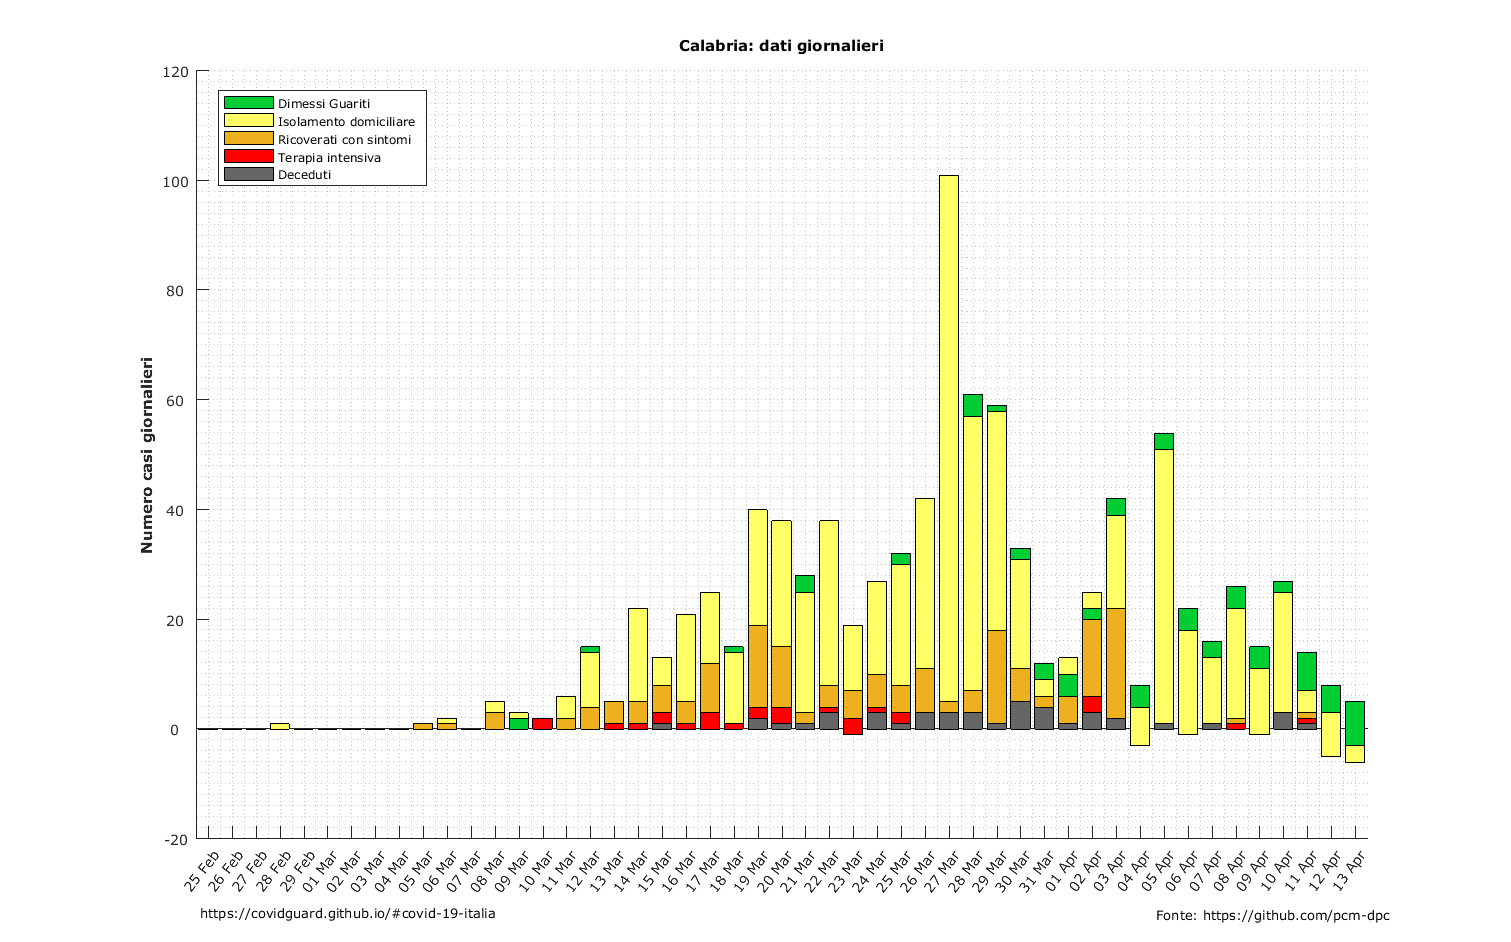 Calabria: dati giornalieri
120
100
80
60
40
20
0
-20
Numero casi giornalieri
Dimessi Guariti
Isolamento domiciliare
Ricoverati con sintomi
Terapia intensiva
Deceduti
25 Feb
26 Feb
27 Feb
28 Feb
29 Feb
01 Mar
02 Mar
03 Mar
04 Mar
05 Mar
06 Mar
07 Mar
08 Mar
09 Mar
10 Mar
11 Mar
12 Mar
13 Mar
14 Mar
15 Mar
16 Mar
17 Mar
18 Mar
19 Mar
20 Mar
21 Mar
22 Mar
23 Mar
24 Mar
25 Mar
26 Mar
27 Mar
28 Mar
29 Mar
30 Mar
31 Mar
01 Apr
02 Apr
03 Apr
04 Apr
05 Apr
06 Apr
07 Apr
08 Apr
09 Apr
10 Apr
11 Apr
12 Apr
13 Apr
https://covidguard.github.io/#covid-19-italia
Fonte: https://github.com/pcm-dpc